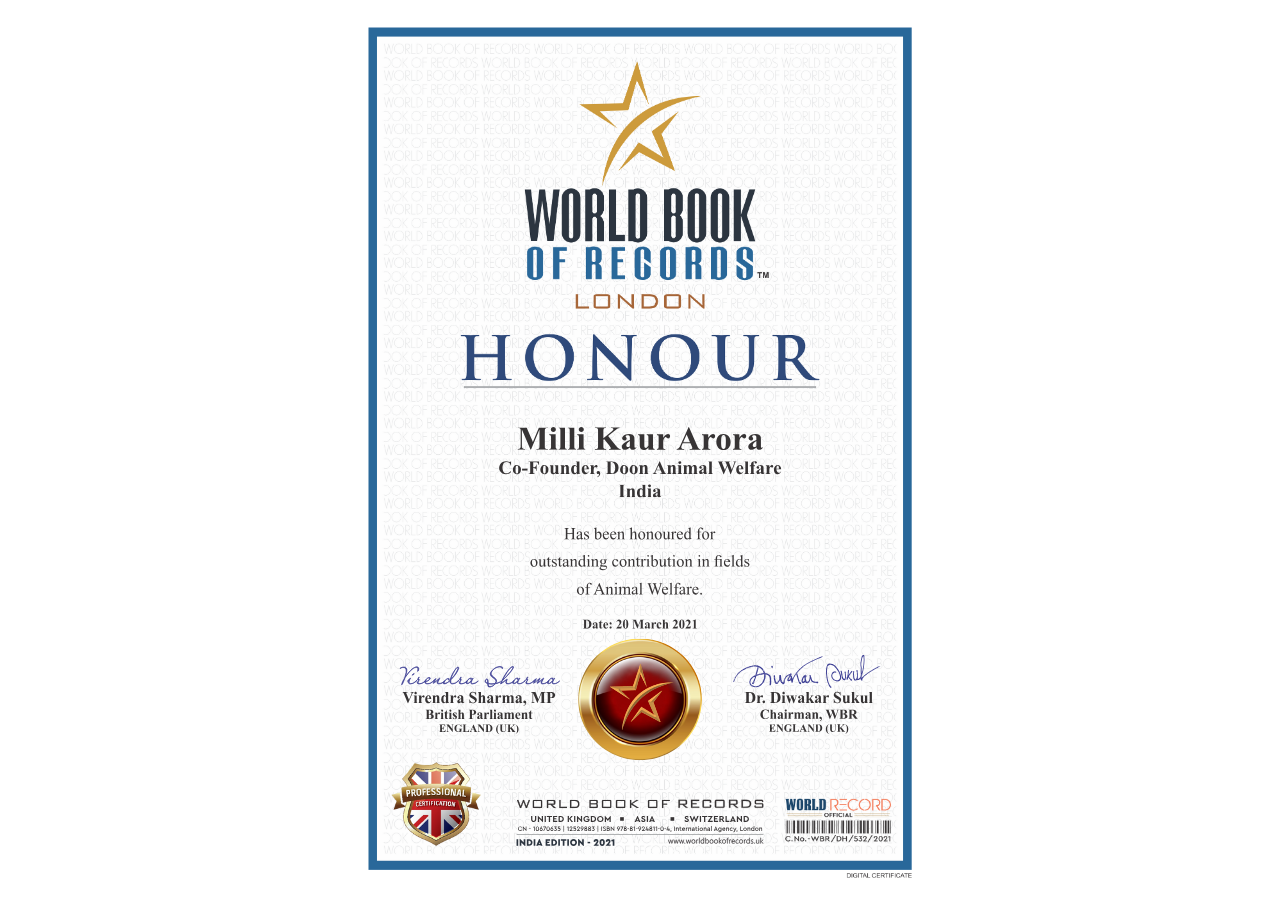 WORLD BOOK
OF RECORDS™
LONDON
HONOUR
Milli Kaur Arora
Co-Founder, Doon Animal Welfare
India
Has been honoured for
outstanding contribution in fields
of Animal Welfare.
Date: 20 March 2021
Virendra Sharma
Virendra Sharma, MP
British Parliament
ENGLAND (UK)
Diwakar Sukul
Dr. Diwakar Sukul
Chairman, WBR
ENGLAND (UK)
PROFESSIONAL
CERTIFICATION
WORLD BOOK OF RECORDS
UNITED KINGDOM ▪ ASIA ▪ SWITZERLAND
CN - 10670635 | 12529883 | ISBN 978-81-924811-0-4, International Agency, London
INDIA EDITION - 2021 www.worldbookofrecords.uk
WORLD RECORD
OFFICIAL
C.No.-WBR/DH/532/2021
DIGITAL CERTIFICATE